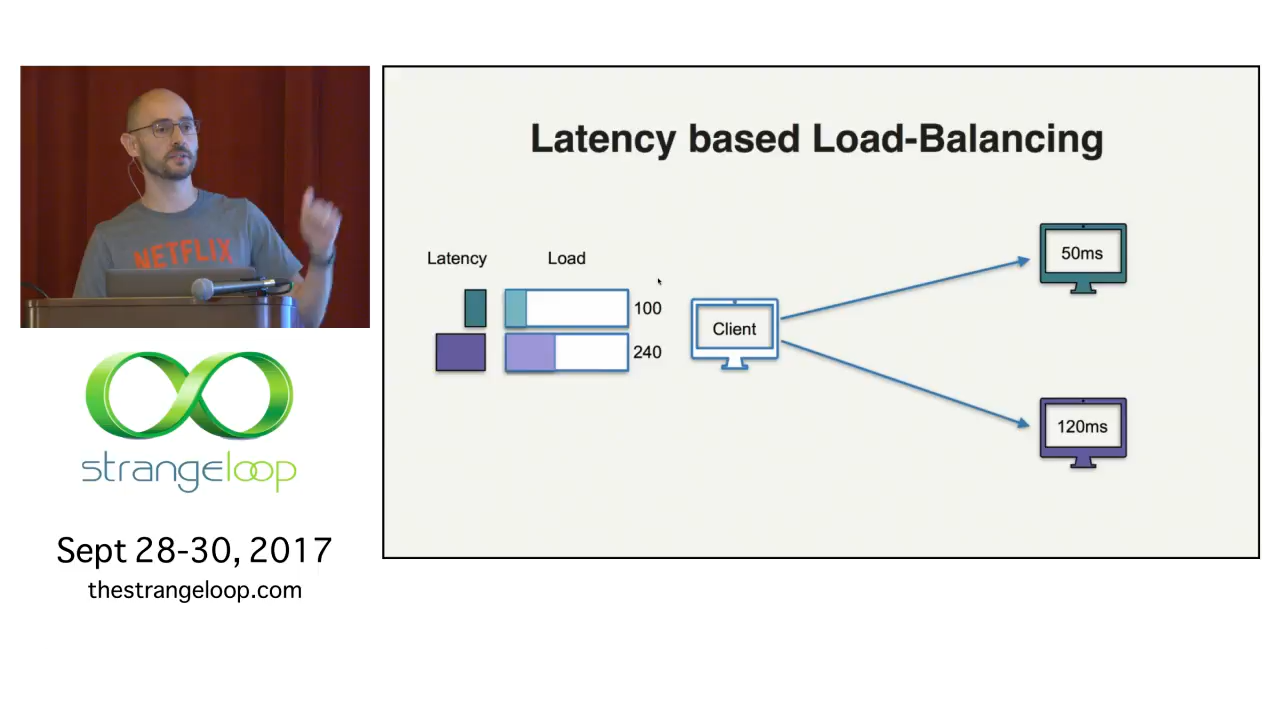 NETFLIX
strangeloop
Sept 28-30, 2017
thestrangeloop.com
Latency based Load-Balancing
Latency Load
100
240
Client
50ms
120ms